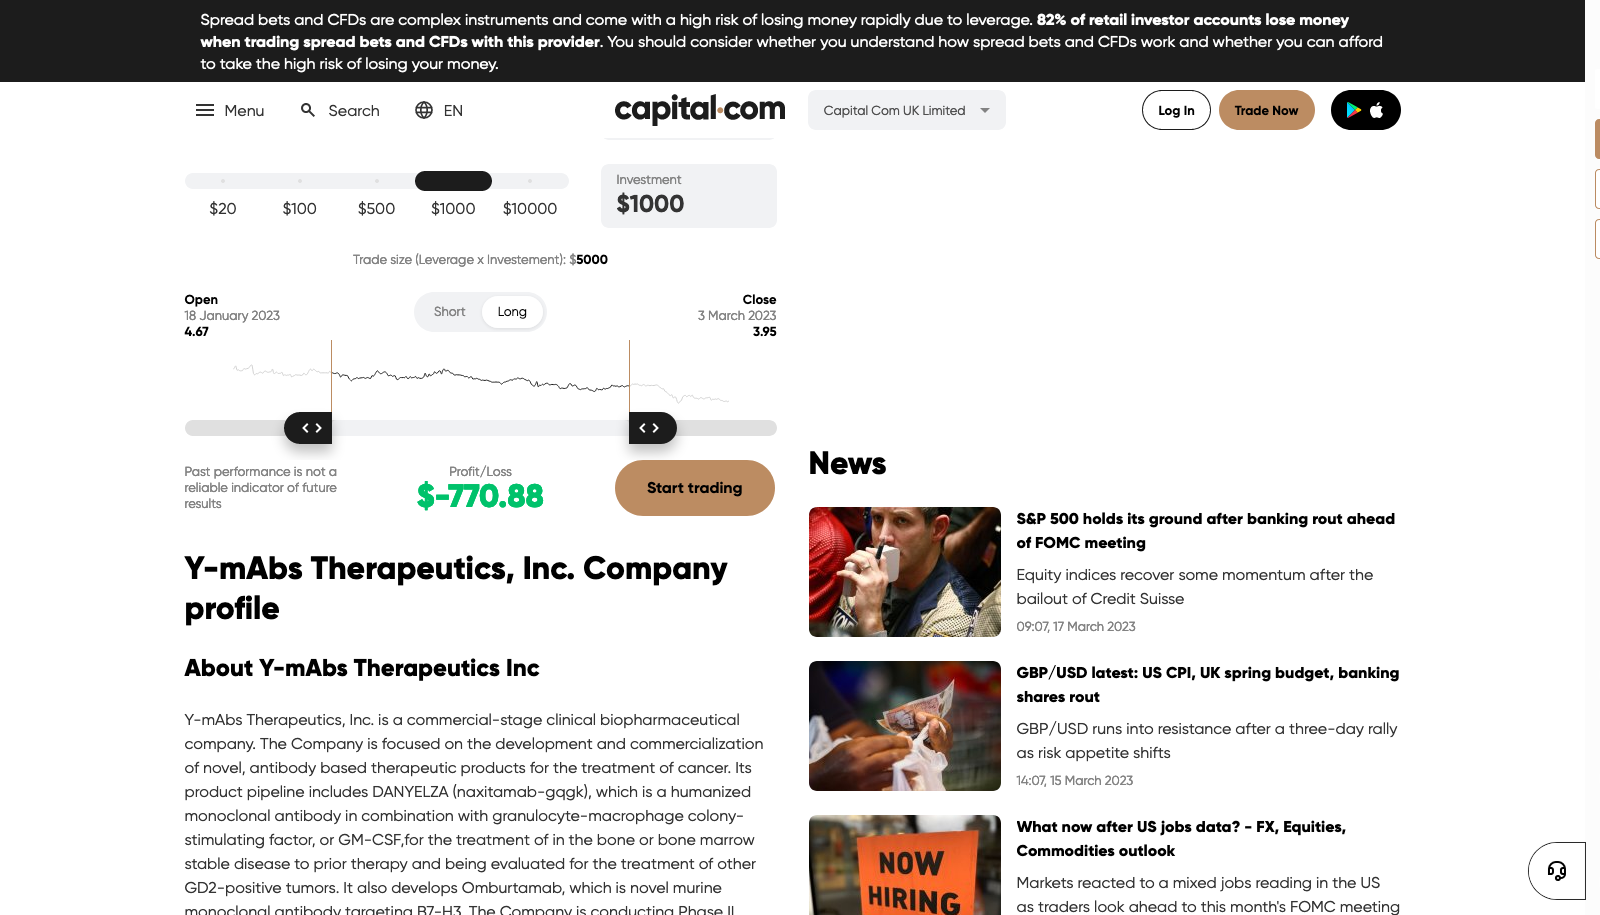 Spread bets and CFDs are complex instruments and come with a high risk of losing money rapidly due to leverage. 82% of retail investor accounts lose money
when trading spread bets and CFDs with this provider. You should consider whether you understand how spread bets and CFDs work and whether you can afford
to take the high risk of losing your money.
Menu
Search
EN
capital.com
Capital Com UK Limited
Log In
Trade Now
$20
$100
$500
$1000
$10000
Investment
$1000
Trade size (Leverage x Investement): $5000
Open
18 January 2023
4.67
Short
Long
Close
3 March 2023
3.95
Past performance is not a
reliable indicator of future
results
Profit/Loss
$-770.88
Start trading
Y-mAbs Therapeutics, Inc. Company
profile
About Y-mAbs Therapeutics Inc
Y-mAbs Therapeutics, Inc. is a commercial-stage clinical biopharmaceutical
company. The Company is focused on the development and commercialization
of novel, antibody based therapeutic products for the treatment of cancer. Its
product pipeline includes DANYELZA (naxitamab-gqgk), which is a humanized
monoclonal antibody in combination with granulocyte-macrophage colony-
stimulating factor, or GM-CSF,for the treatment of in the bone or bone marrow
stable disease to prior therapy and being evaluated for the treatment of other
GD2-positive tumors. It also develops Omburtamab, which is novel murine
monoclonal antibody targeting B7-H3. The Company is conducting Phase II
News
S&P 500 holds its ground after banking rout ahead
of FOMC meeting
Equity indices recover some momentum after the
bailout of Credit Suisse
09:07, 17 March 2023
GBP/USD latest: US CPI, UK spring budget, banking
shares rout
GBP/USD runs into resistance after a three-day rally
as risk appetite shifts
14:07, 15 March 2023
NOW
HIRING
What now after US jobs data? - FX, Equities,
Commodities outlook
Markets reacted to a mixed jobs reading in the US
as traders look ahead to this month's FOMC meeting